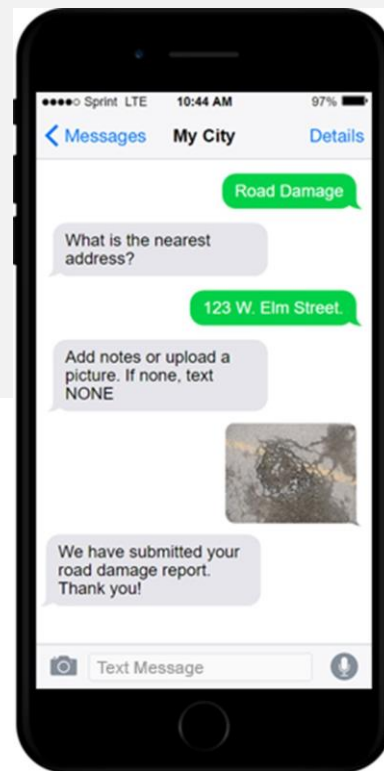 Sprint LTE 10:44 AM 97%
Messages My City Details
Road Damage
What is the nearest
address?
123 W. Elm Street.
Add notes or upload a
picture. If none, text
NONE
We have submitted your
road damage report.
Thank you!
Text Message